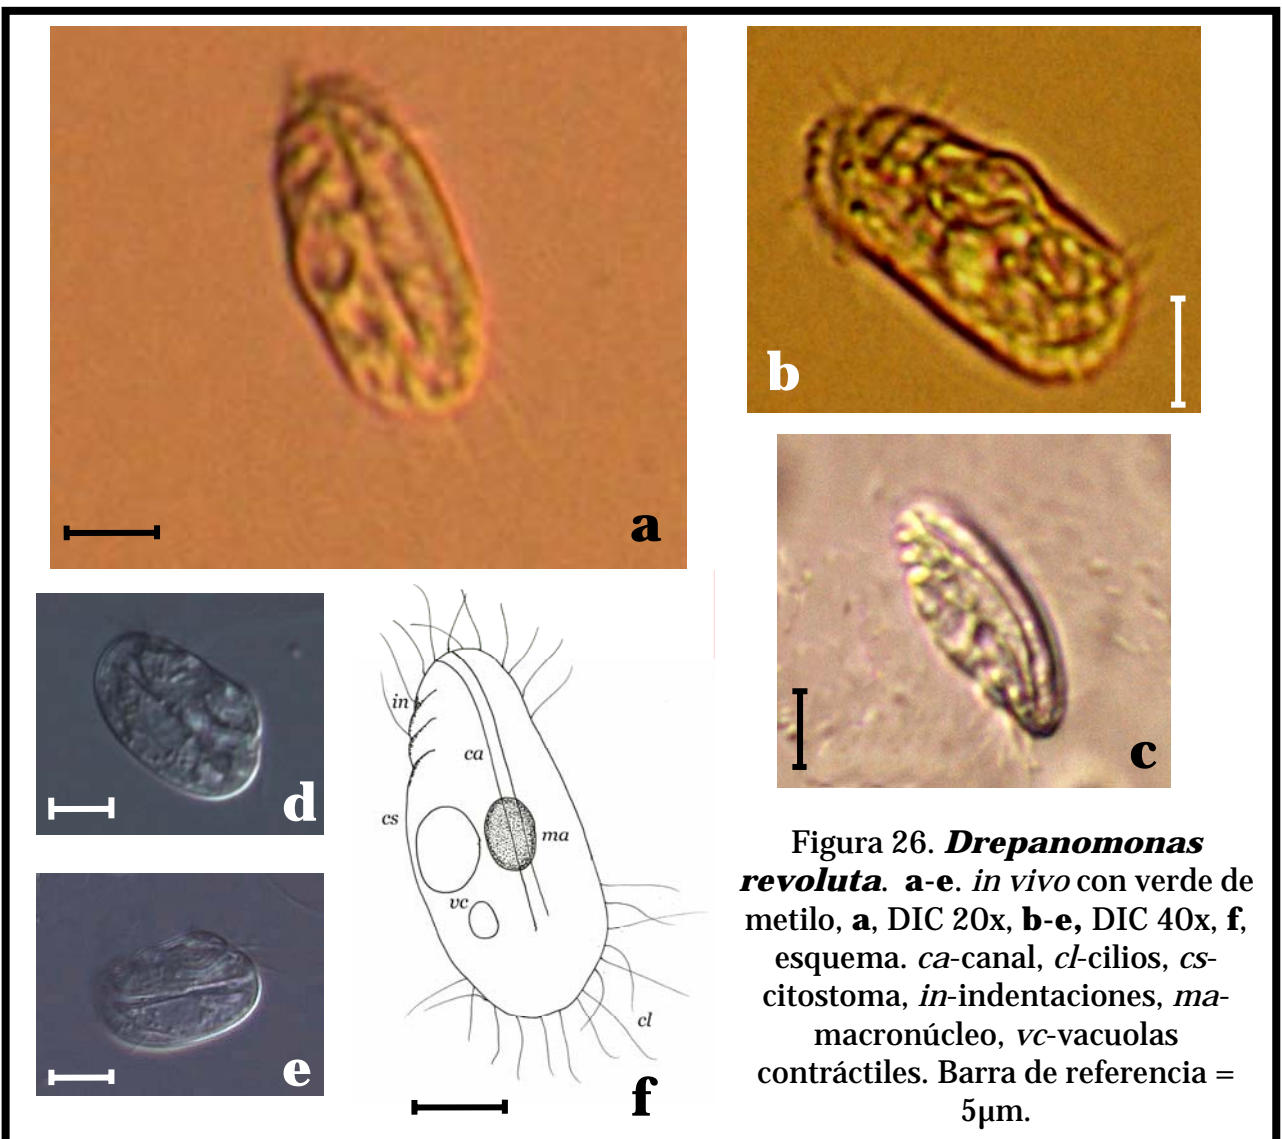 a
b
c
d
e
in
ca
cs
ma
vc
cl
f
Figura 26. Drepanomonas
revoluta. a-e. in vivo con verde de
metilo, a, DIC 20x, b-e, DIC 40x, f,
esquema. ca-canal, cl-cilios, cs-
citostoma, in-indentaciones, ma-
macronúcleo, vc-vacuolas
contráctiles. Barra de referencia =
5µm.